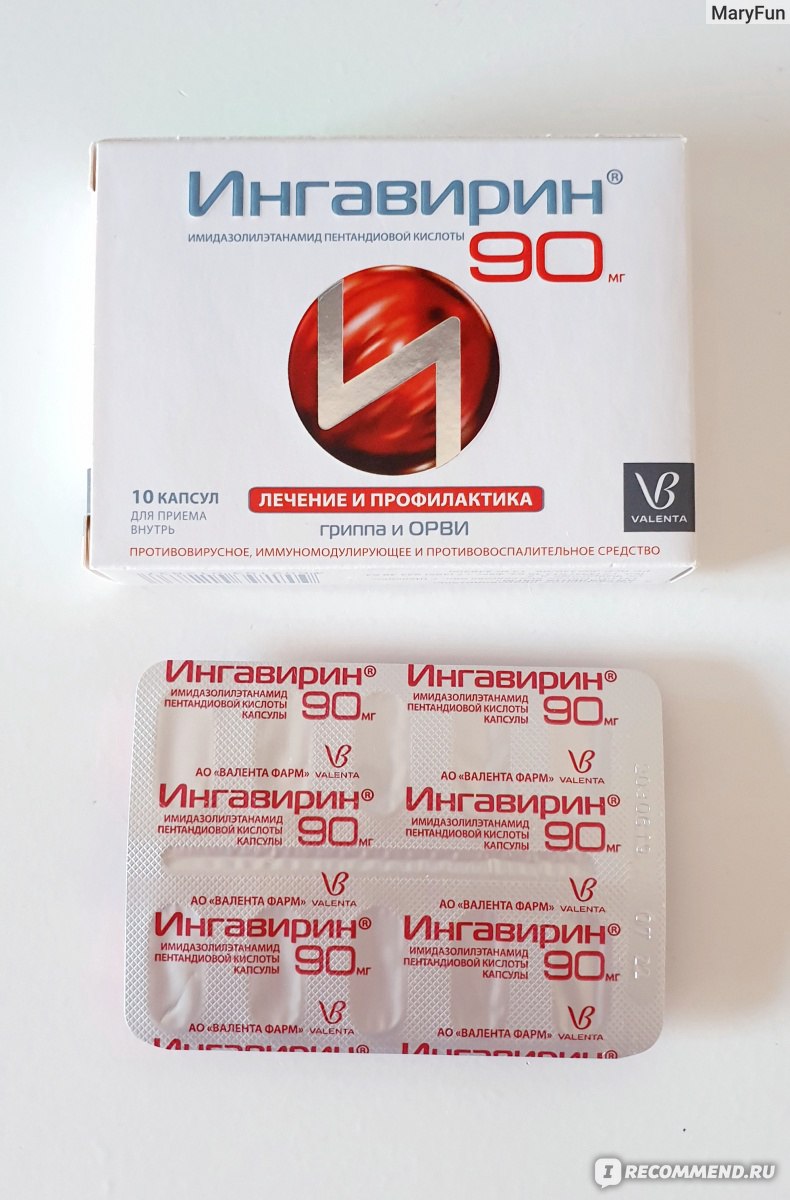 MaryFun
Ингавирин®
ИМИДАЗОЛИЛЭТАНАМИД ПЕНТАНДИОВОЙ КИСЛОТЫ
90 мг
10 КАПСУЛ
ДЛЯ ПРИЕМА
ВНУТРЬ
ЛЕЧЕНИЕ И ПРОФИЛАКТИКА
гриппа и ОРВИ
VALENTA
ПРОТИВОВИРУСНОЕ, ИММУНОМОДУЛИРУЮЩЕЕ И ПРОТИВОВОСПАЛИТЕЛЬНОЕ СРЕДСТВО
Ингавирин® Ингавирин®
ИМИДАЗОЛИЛЭТАНАМИД ИМИДАЗОЛИЛЭТАНАМИД
ПЕНТАНДИОВОЙ КИСЛОТЫ 90 мг ПЕНТАНДИОВОЙ КИСЛОТЫ 90 мг
КАПСУЛЫ КАПСУЛЫ
АО «ВАЛЕНТА ФАРМ» VALENTA АО «ВАЛЕНТА ФАРМ» VALENTA
Ингавирин® Ингавирин®
ИМИДАЗОЛИЛЭТАНАМИД ИМИДАЗОЛИЛЭТАНАМИД
ПЕНТАНДИОВОЙ КИСЛОТЫ 90 мг ПЕНТАНДИОВОЙ КИСЛОТЫ 90 мг
КАПСУЛЫ КАПСУЛЫ
АО «ВАЛЕНТА ФАРМ» VALENTA АО «ВАЛЕНТА ФАРМ» VALENTA
Ингавирин® Ингавирин®
ИМИДАЗОЛИЛЭТАНАМИД ИМИДАЗОЛИЛЭТАНАМИД
ПЕНТАНДИОВОЙ КИСЛОТЫ 90 мг ПЕНТАНДИОВОЙ КИСЛОТЫ 90 мг
КАПСУЛЫ КАПСУЛЫ
АО «ВАЛЕНТА ФАРМ» VALENTA АО «ВАЛЕНТА ФАРМ» VALENTA
Ингавирин® Ингавирин®
07 22
IRECOMMEND.RU